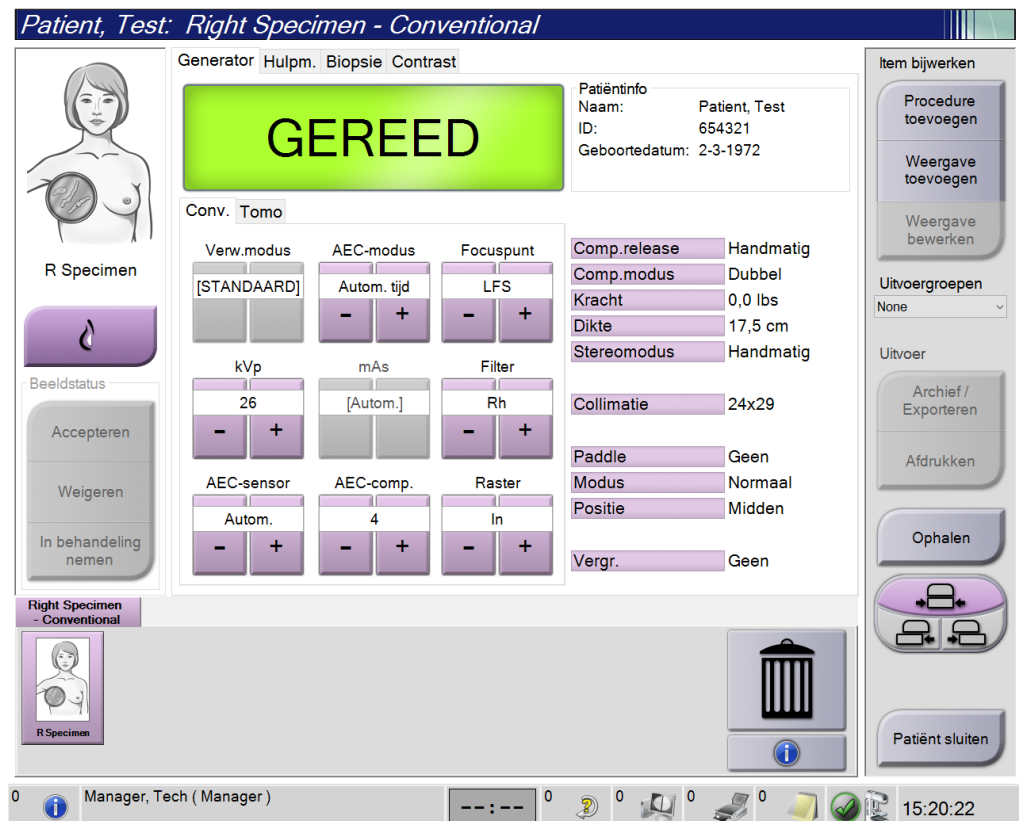 Patient, Test: Right Specimen - Conventional
R Specimen
Beeldstatus
Accepteren
Weigeren
In behandeling
nemen
Generator Hulpm. Biopsie Contrast
GEREED
Patiëntinfo
Naam: Patient, Test
ID: 654321
Geboortedatum: 2-3-1972
Conv. Tomo
Verw.modus AEC-modus Focuspunt
[STANDAARD] Autom. tijd LFS
- + - +
kVp mAs Filter
26 [Autom.] Rh
- + - +
AEC-sensor AEC-comp. Raster
Autom. 4 In
- + - + - +
Comp.release Handmatig
Comp.modus Dubbel
Kracht 0,0 lbs
Dikte 17,5 cm
Stereomodus Handmatig
Collimatie 24x29
Paddle Geen
Modus Normaal
Positie Midden
Vergr. Geen
Item bijwerken
Procedure
toevoegen
Weergave
toevoegen
Weergave
bewerken
Uitvoergroepen
None
Uitvoer
Archief /
Exporteren
Afdrukken
Ophalen
Patiënt sluiten
Right Specimen
- Conventional
R Specimen
0 Manager, Tech ( Manager ) --:-- 0 0 0 0 15:20:22